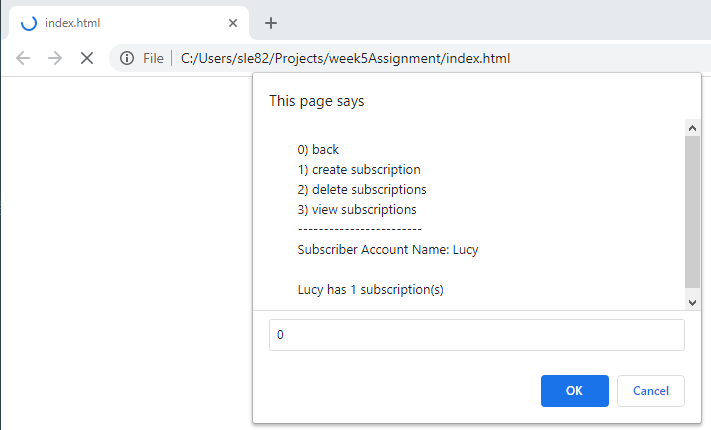 index.html
File | C:/Users/sle82/Projects/week5Assignment/index.html
This page says
0) back
1) create subscription
2) delete subscriptions
3) view subscriptions
------------------------
Subscriber Account Name: Lucy
Lucy has 1 subscription(s)
0
OK
Cancel